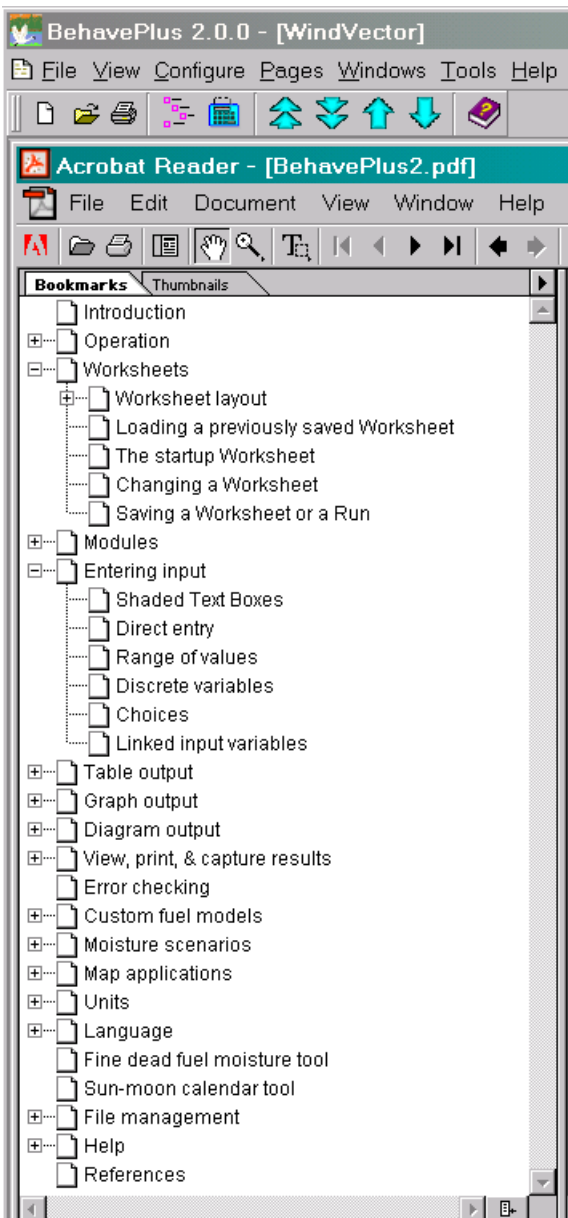 BehavePlus 2.0.0 - [WindVector]
File View Configure Pages Windows Tools Help
Acrobat Reader - [BehavePlus2.pdf]
File Edit Document View Window Help
Bookmarks Thumbnails
Introduction
Operation
Worksheets
Worksheet layout
Loading a previously saved Worksheet
The startup Worksheet
Changing a Worksheet
Saving a Worksheet or a Run
Modules
Entering input
Shaded Text Boxes
Direct entry
Range of values
Discrete variables
Choices
Linked input variables
Table output
Graph output
Diagram output
View, print, & capture results
Error checking
Custom fuel models
Moisture scenarios
Map applications
Units
Language
Fine dead fuel moisture tool
Sun-moon calendar tool
File management
Help
References